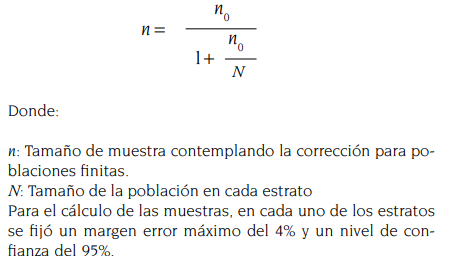 n = n₀ / (1 + n₀ / N)
Donde:
n: Tamaño de muestra contemplando la corrección para po-
blaciones finitas.
N: Tamaño de la población en cada estrato
Para el cálculo de las muestras, en cada uno de los estratos
se fijó un margen error máximo del 4% y un nivel de con-
fianza del 95%.